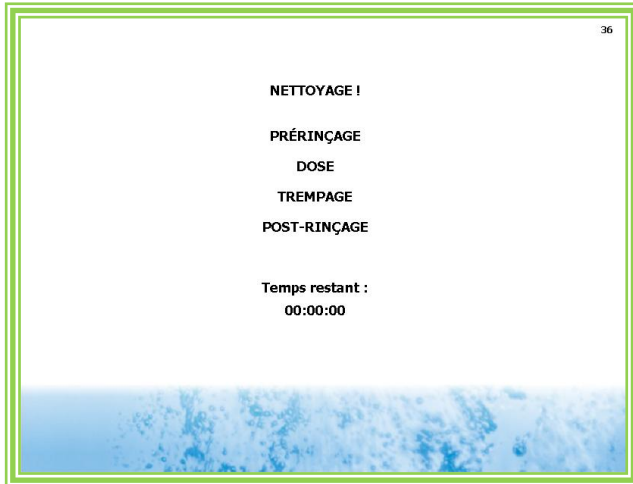 36
NETTOYAGE !
PRÉRINÇAGE
DOSE
TREMPAGE
POST-RINÇAGE
Temps restant :
00:00:00